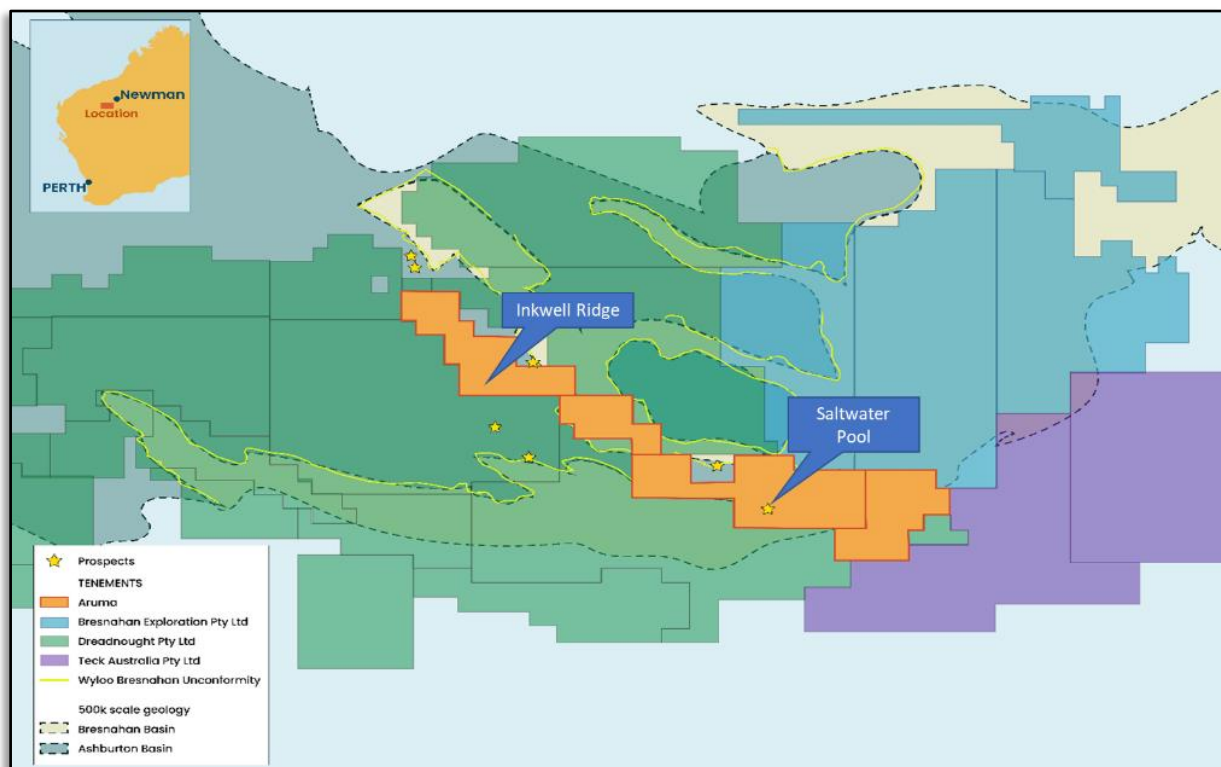 Newman
Location
PERTH
Inkwell Ridge
Saltwater
Pool
Prospects
TENEMENTS
Aruma
Bresnahan Exploration Pty Ltd
Dreadnought Pty Ltd
Teck Australia Pty Ltd
Wyloo Bresnahan Unconformity
500k scale geology
Bresnahan Basin
Ashburton Basin